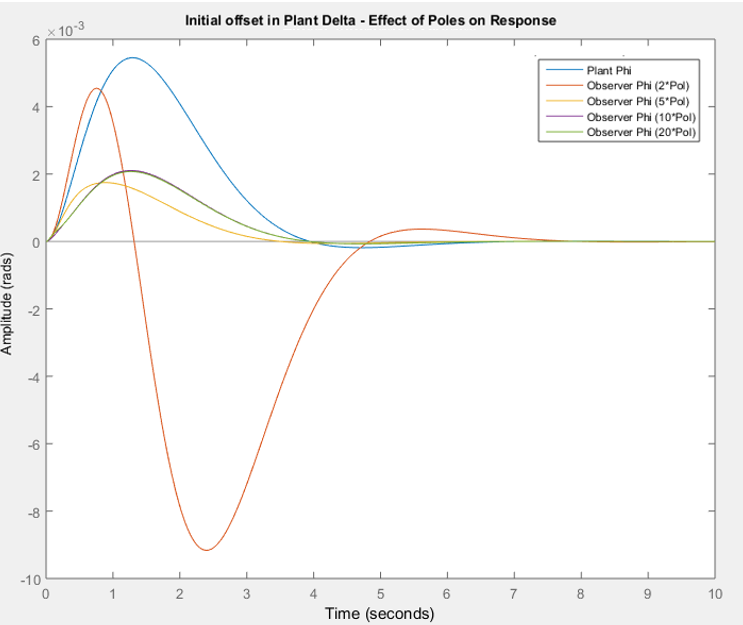 Initial offset in Plant Delta - Effect of Poles on Response
×10⁻³
6
4
2
0
-2
-4
-6
-8
-10
Amplitude (rads)
Plant Phi
Observer Phi (2*Pol)
Observer Phi (5*Pol)
Observer Phi (10*Pol)
Observer Phi (20*Pol)
0 1 2 3 4 5 6 7 8 9 10
Time (seconds)